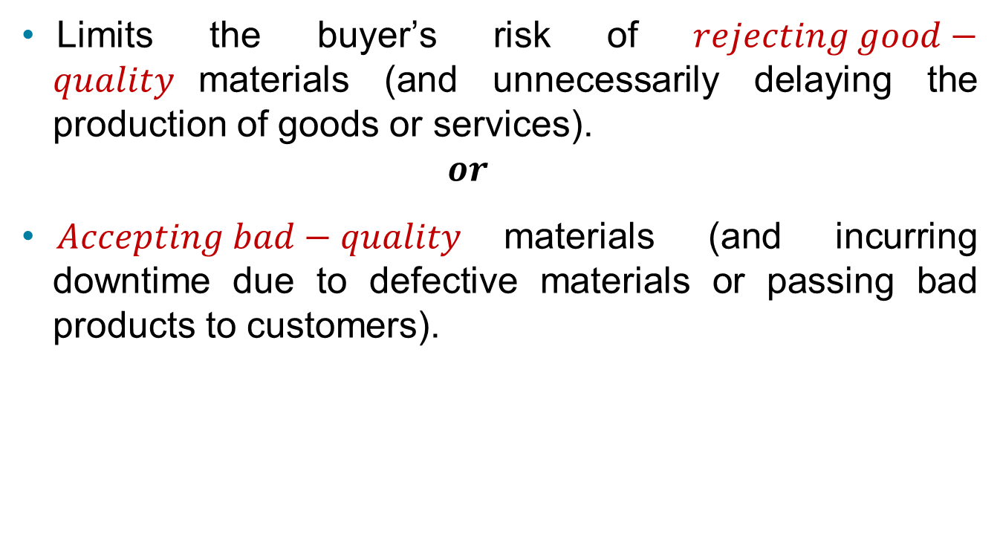 • Limits the buyer’s risk of rejecting good −
quality materials (and unnecessarily delaying the
production of goods or services).
or
• Accepting bad − quality materials (and incurring
downtime due to defective materials or passing bad
products to customers).